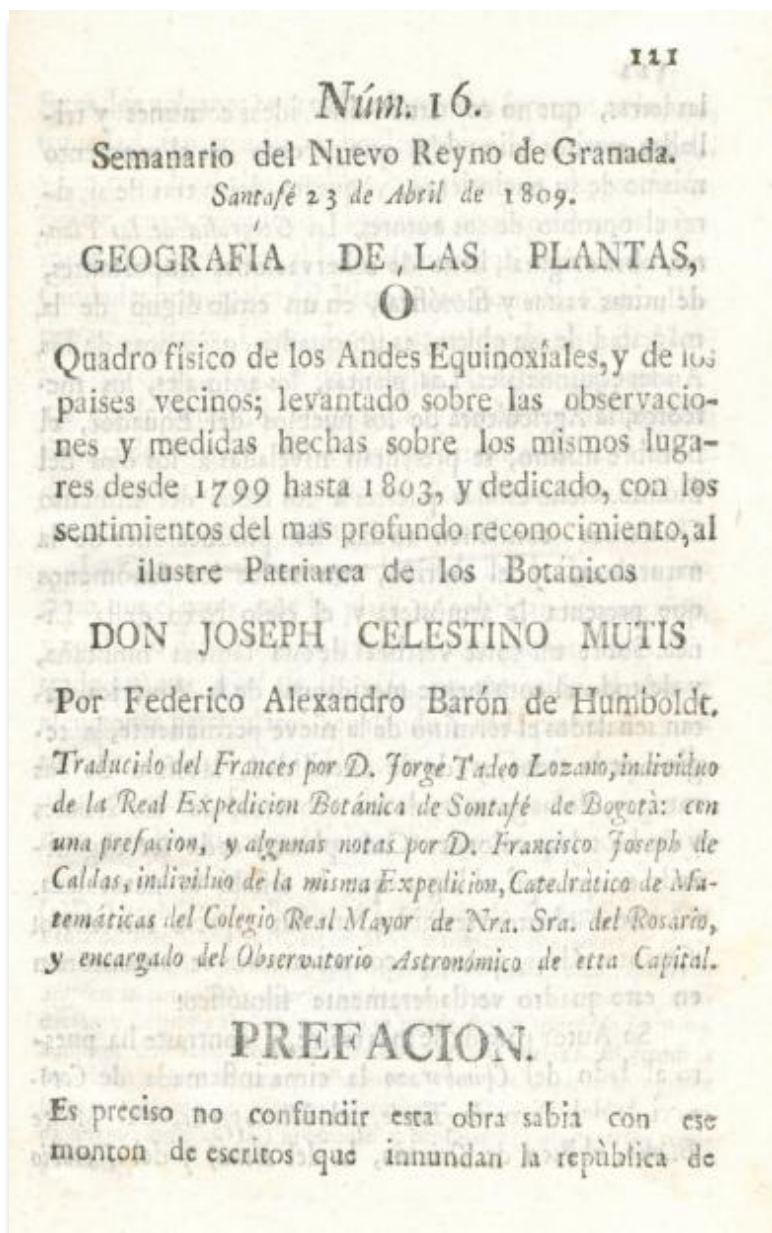 121
Núm. 16.
Semanario del Nuevo Reyno de Granada.
Santafé 23 de Abril de 1809.
GEOGRAFIA DE LAS PLANTAS,
O
Quadro físico de los Andes Equinoxíales, y de los
paises vecinos; levantado sobre las observacio-
nes y medidas hechas sobre los mismos luga-
res desde 1799 hasta 1803, y dedicado, con los
sentimientos del mas profundo reconocimiento, al
ilustre Patriarca de los Botánicos
DON JOSEPH CELESTINO MUTIS
Por Federico Alexandro Barón de Humboldt.
Traducido del Frances por D. Jorge Tadeo Lozano, individuo
de la Real Expedicion Botánica de Sontafé de Bogotà: con
una prefacion, y algunas notas por D. Francisco Joseph de
Caldas, individuo de la misma Expedicion, Catedràtico de Ma-
temáticas del Colegio Real Mayor de Nra. Sra. del Rosario,
y encargado del Observatorio Astronómico de etta Capital.
PREFACION.
Es preciso no confundir esta obra sabia con ese
monton de escritos que innundan la repùblica de